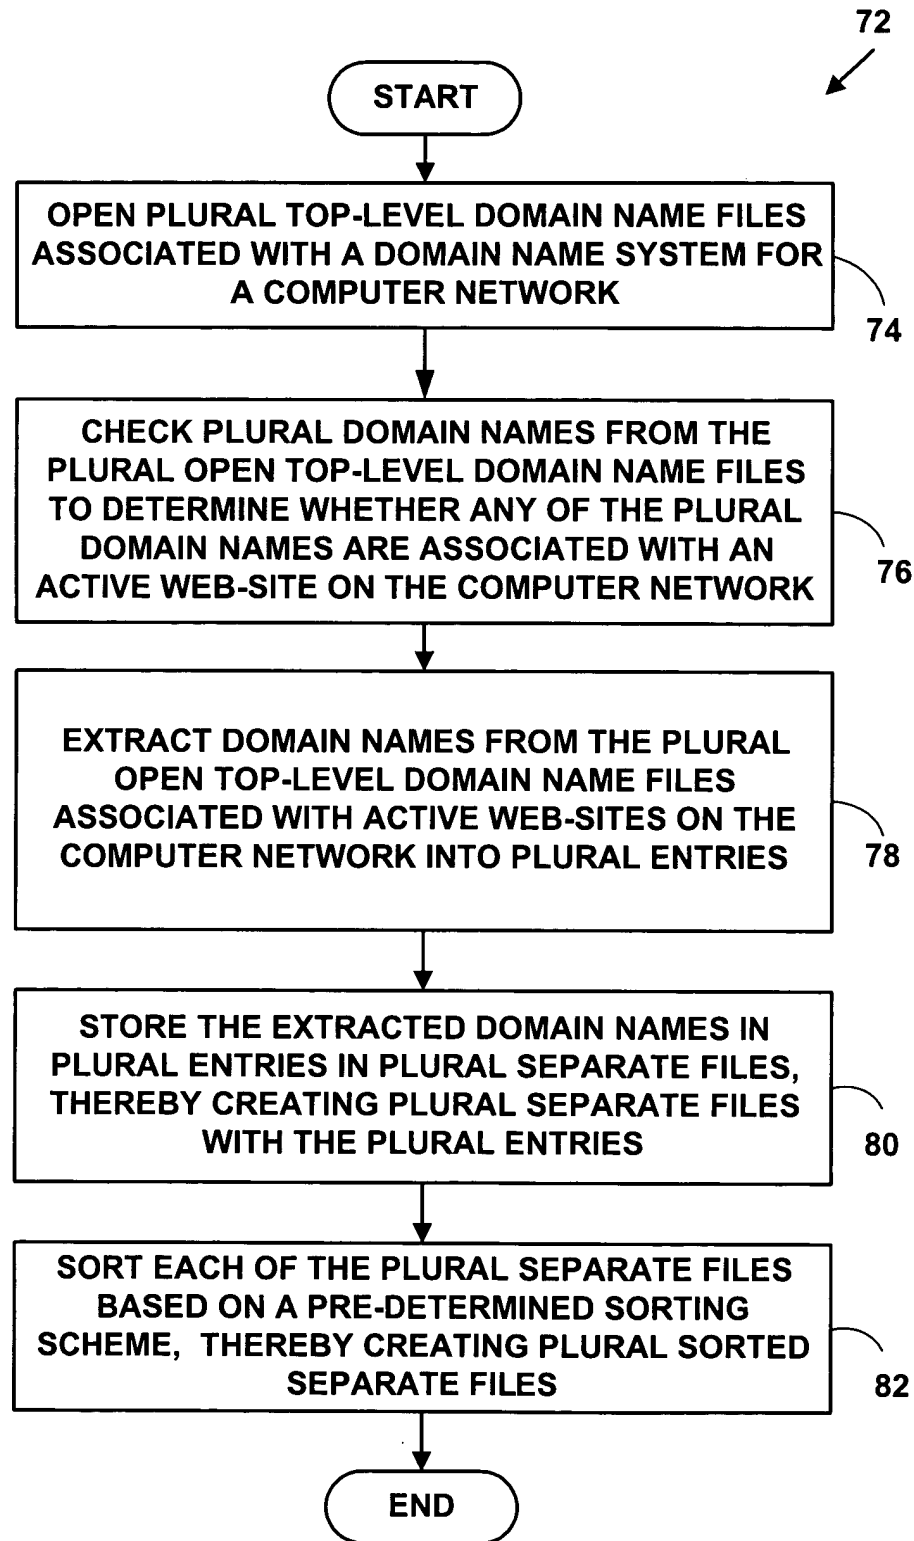 72
START
OPEN PLURAL TOP-LEVEL DOMAIN NAME FILES
ASSOCIATED WITH A DOMAIN NAME SYSTEM FOR
A COMPUTER NETWORK
74
CHECK PLURAL DOMAIN NAMES FROM THE
PLURAL OPEN TOP-LEVEL DOMAIN NAME FILES
TO DETERMINE WHETHER ANY OF THE PLURAL
DOMAIN NAMES ARE ASSOCIATED WITH AN
ACTIVE WEB-SITE ON THE COMPUTER NETWORK
76
EXTRACT DOMAIN NAMES FROM THE PLURAL
OPEN TOP-LEVEL DOMAIN NAME FILES
ASSOCIATED WITH ACTIVE WEB-SITES ON THE
COMPUTER NETWORK INTO PLURAL ENTRIES
78
STORE THE EXTRACTED DOMAIN NAMES IN
PLURAL ENTRIES IN PLURAL SEPARATE FILES,
THEREBY CREATING PLURAL SEPARATE FILES
WITH THE PLURAL ENTRIES
80
SORT EACH OF THE PLURAL SEPARATE FILES
BASED ON A PRE-DETERMINED SORTING
SCHEME, THEREBY CREATING PLURAL SORTED
SEPARATE FILES
82
END